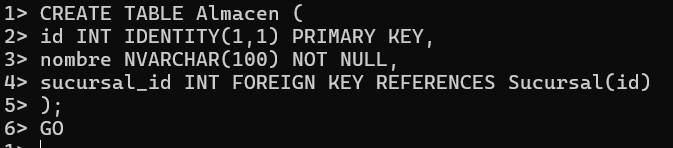 1> CREATE TABLE Almacen (
2> id INT IDENTITY(1,1) PRIMARY KEY,
3> nombre NVARCHAR(100) NOT NULL,
4> sucursal_id INT FOREIGN KEY REFERENCES Sucursal(id)
5> );
6> GO
1>